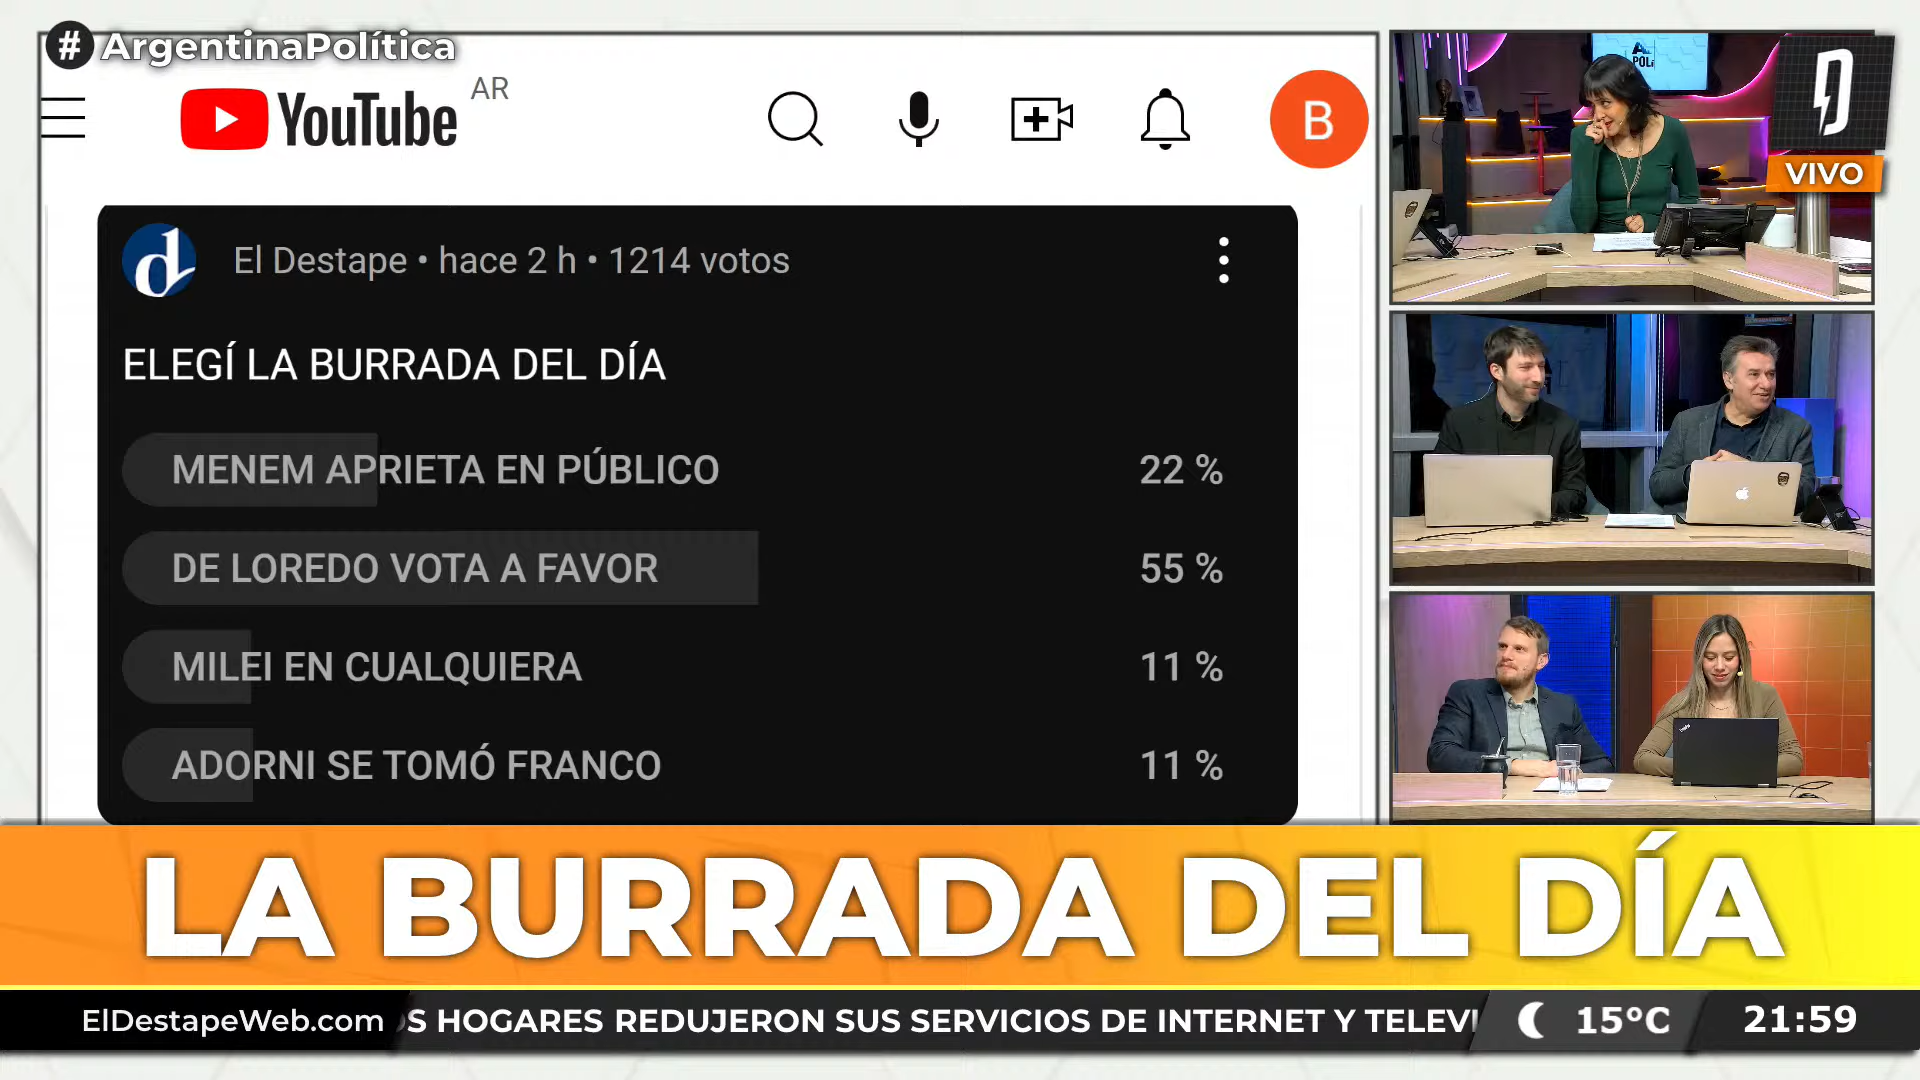 # ArgentinaPolítica
YouTube AR
B
El Destape • hace 2 h • 1214 votos
ELEGÍ LA BURRADA DEL DÍA
MENEM APRIETA EN PÚBLICO 22 %
DE LOREDO VOTA A FAVOR 55 %
MILEI EN CUALQUIERA 11 %
ADORNI SE TOMÓ FRANCO 11 %
VIVO
LA BURRADA DEL DÍA
ElDestapeWeb.com
S HOGARES REDUJERON SUS SERVICIOS DE INTERNET Y TELEVI
15°C
21:59